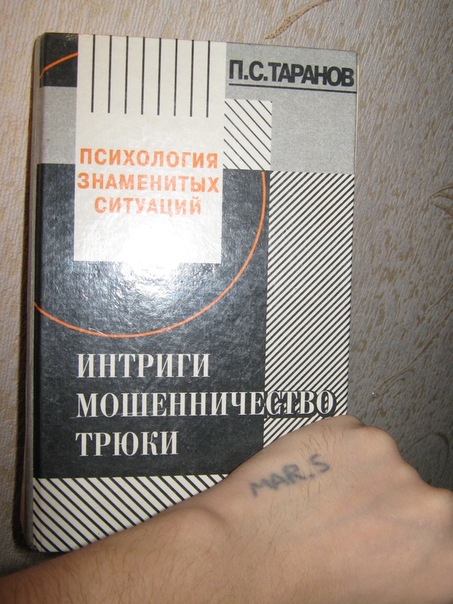 П.С.ТАРАНОВ
ПСИХОЛОГИЯ
ЗНАМЕНИТЫХ
СИТУАЦИЙ
ИНТРИГИ
МОШЕННИЧЕСТВО
ТРЮКИ
MAR.S